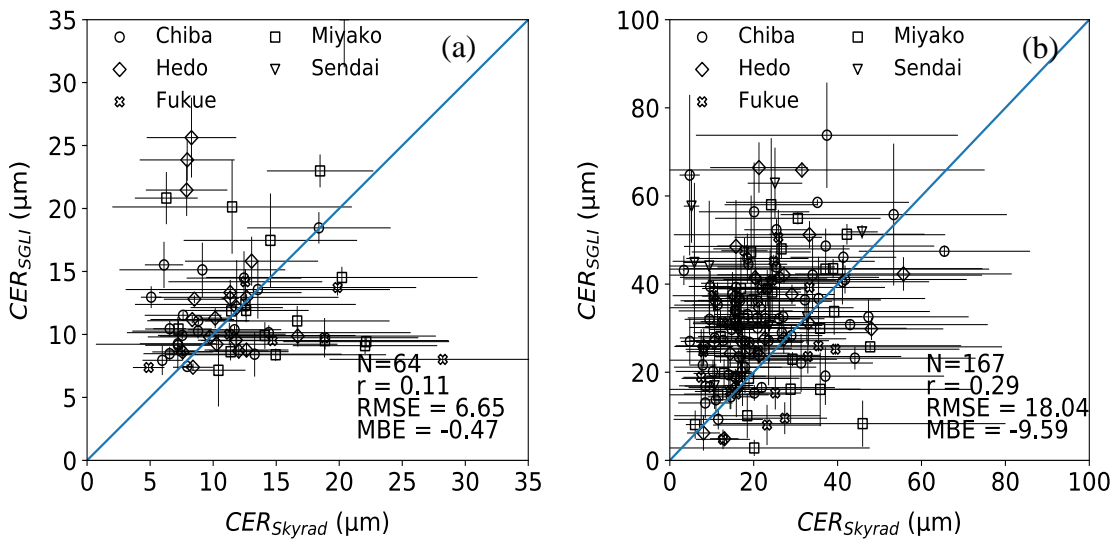 (a)
Chiba
Miyako
Hedo
Sendai
Fukue
35
30
25
20
15
10
5
0
CER_SGLI (µm)
N=64
r = 0.11
RMSE = 6.65
MBE = -0.47
0 5 10 15 20 25 30 35
CER_Skyrad (µm)
(b)
Chiba
Miyako
Hedo
Sendai
Fukue
100
80
60
40
20
0
CER_SGLI (µm)
N=167
r = 0.29
RMSE = 18.04
MBE = -9.59
0 20 40 60 80 100
CER_Skyrad (µm)